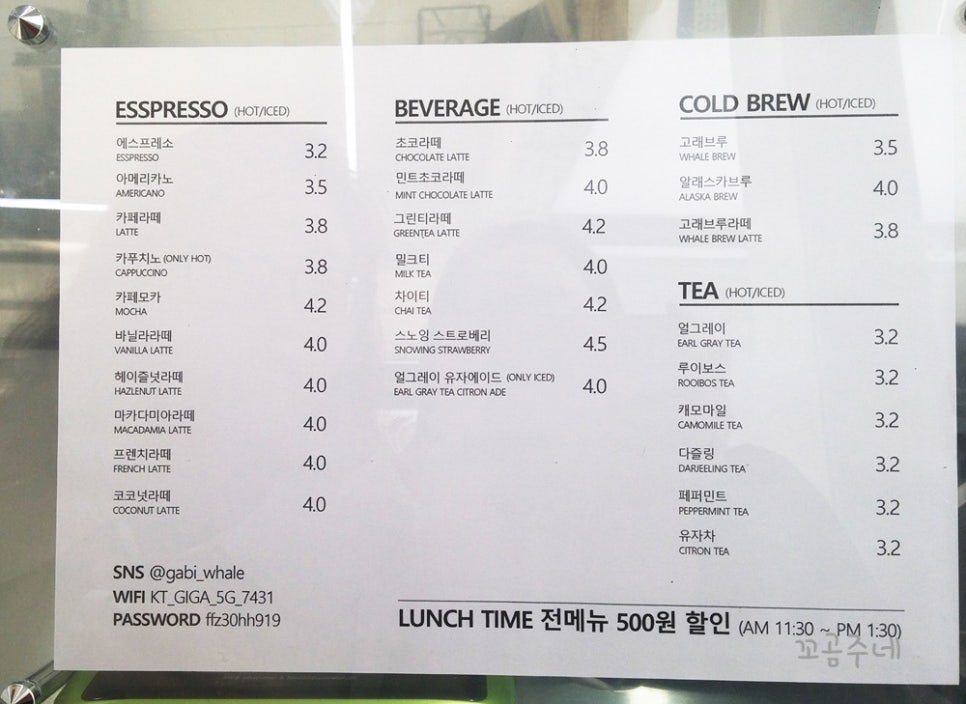 ESSPRESSO (HOT/ICED)
에스프레소 3.2
ESSPRESSO
아메리카노 3.5
AMERICANO
카페라떼 3.8
LATTE
카푸치노 (ONLY HOT) 3.8
CAPPUCCINO
카페모카 4.2
MOCHA
바닐라라떼 4.0
VANILLA LATTE
헤이즐넛라떼 4.0
HAZLENUT LATTE
마카다미아라떼 4.0
MACADAMIA LATTE
프렌치라떼 4.0
FRENCH LATTE
코코넛라떼 4.0
COCONUT LATTE
SNS @gabi_whale
WIFI KT_GIGA_5G_7431
PASSWORD ffz30hh919
BEVERAGE (HOT/ICED)
초코라떼 3.8
CHOCOLATE LATTE
민트초코라떼 4.0
MINT CHOCOLATE LATTE
그린티라떼 4.2
GREENTEA LATTE
밀크티 4.0
MILK TEA
차이티 4.2
CHAI TEA
스노잉 스트로베리 4.5
SNOWING STRAWBERRY
얼그레이 유자에이드 (ONLY ICED) 4.0
EARL GRAY TEA CITRON ADE
COLD BREW (HOT/ICED)
고래브루 3.5
WHALE BREW
알래스카브루 4.0
ALASKA BREW
고래브루라떼 3.8
WHALE BREW LATTE
TEA (HOT/ICED)
얼그레이 3.2
EARL GRAY TEA
루이보스 3.2
ROOIBOS TEA
캐모마일 3.2
CAMOMILE TEA
다즐링 3.2
DARJEELING TEA
페퍼민트 3.2
PEPPERMINT TEA
유자차 3.2
CITRON TEA
LUNCH TIME 전메뉴 500원 할인 (AM 11:30 ~ PM 1:30)
꼬곰주네